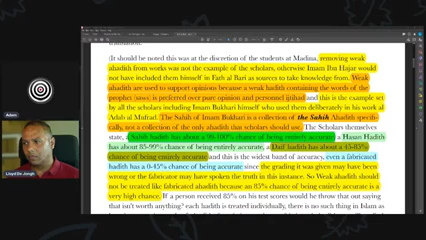 translation.
(It should be noted this was at the discretion of the students at Madina, removing weak
ahadith from works was not the example of the scholars, otherwise Imam Ibn Hajar would
not have included them himself in Fath al Bari as sources to take knowledge from. Weak
ahadith are used to support opinions because a weak hadith containing the words of the
prophet (saws) is preferred over pure opinion and personnel ijtihad and this is the example set
by all the scholars including Imam Bukhari himself who used them deliberately in his work al
Adab al Mufrad. The Sahih of Imam Bukhari is a collection of the Sahih Ahadith specifi-
cally, not a collection of the only ahadith that scholars should use. The Scholars themselves
state, a Sahih hadith has about a 99-100% chance of being entirely accurate a Hasan Hadith
has about 85-99% chance of being entirely accurate, a Daif hadith has about a 45-85%
chance of being entirely accurate and this is the widest band of accuracy, even a fabricated
hadith has a 0-45% chance of being accurate since the grading it was given may have been
wrong or the fabricator may have spoken the truth in this instance. So Weak Ahadith should
not be treated like fabricated ahadith because an 85% chance of being entirely accurate is a
very high chance. If a person received 85% on his test scores would he throw that out saying
that isn't worth anything? each hadith is treated individually, there is no such thing in Islam as
Adam
Lloyd De Jongh